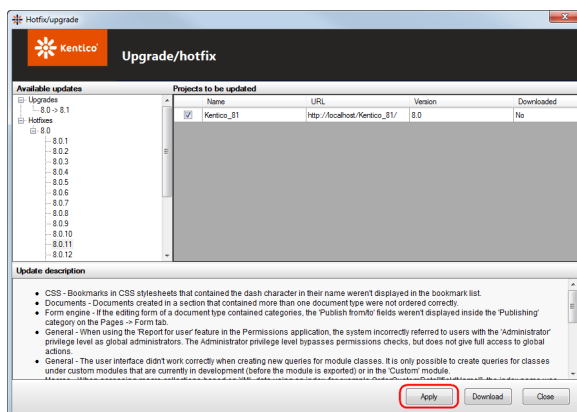 Hotfix/upgrade
Kentico
Upgrade/hotfix
Available updates
Projects to be updated
Upgrades
8.0 -> 8.1
Hotfixes
8.0
8.0.1
8.0.2
8.0.3
8.0.4
8.0.5
8.0.6
8.0.7
8.0.8
8.0.9
8.0.10
8.0.11
8.0.12
Name URL Version Downloaded
Kentico_81 http://localhost/Kentico_81/ 8.0 No
Update description
CSS - Bookmarks in CSS stylesheets that contained the dash character in their name weren't displayed in the bookmark list.
Documents - Documents created in a section that contained more than one document type were not ordered correctly.
Form engine - If the editing form of a document type contained categories, the 'Publish from/to' fields weren't displayed inside the 'Publishing'
category on the Pages -> Form tab.
General - When using the 'Report for user' feature in the Permissions application, the system incorrectly referred to users with the 'Administrator'
privilege level as global administrators. The Administrator privilege level bypasses permissions checks, but does not give full access to global
actions.
General - The user interface didn't work correctly when creating new queries for module classes. It is only possible to create queries for classes
under custom modules that are currently in development (before the module is exported) or in the 'Custom' module.
Apply
Download
Close